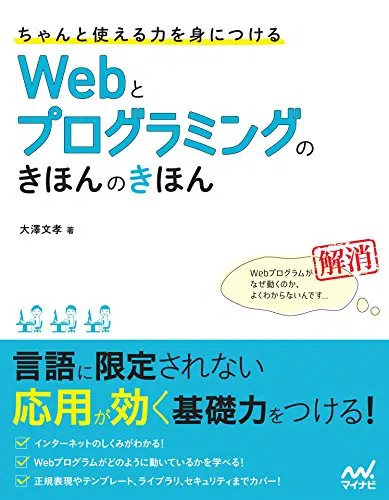 ちゃんと使える力を身につける
Webと
プログラミングの
きほんのきほん
大澤文孝 著
Webプログラムが
なぜ動くのか、
よくわからないんです…
解消
言語に限定されない
応用が効く基礎力をつける!
インターネットのしくみがわかる!
Webプログラムがどのように動いているかを学べる!
正規表現やテンプレート、ライブラリ、セキュリティまでカバー!
マイナビ